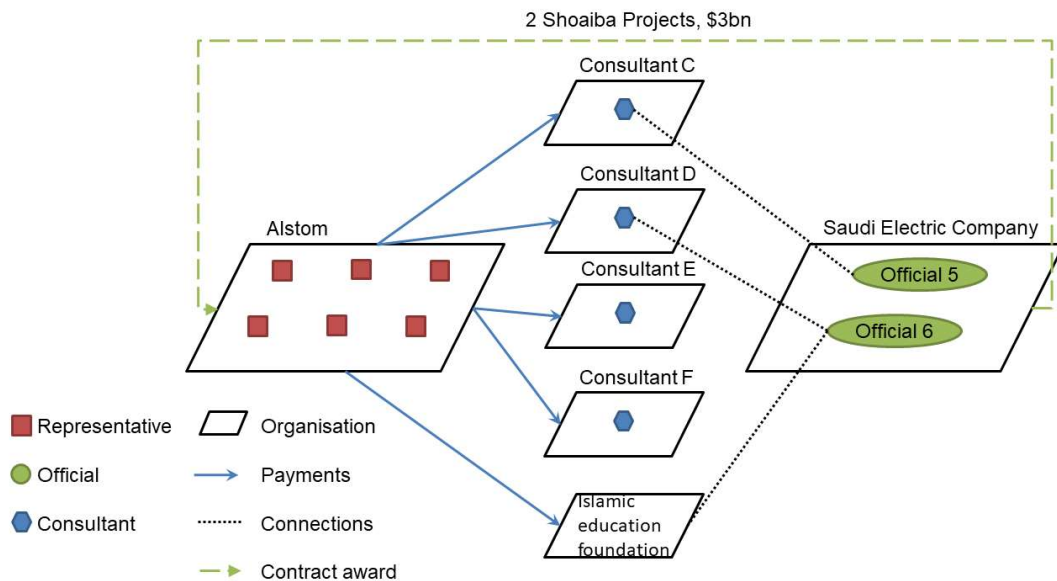 2 Shoaiba Projects, $3bn
Consultant C
Consultant D
Alstom
Saudi Electric Company
Official 5
Consultant E
Official 6
Consultant F
Representative
Organisation
Official
Payments
Consultant
Connections
Contract award
Islamic
education
foundation